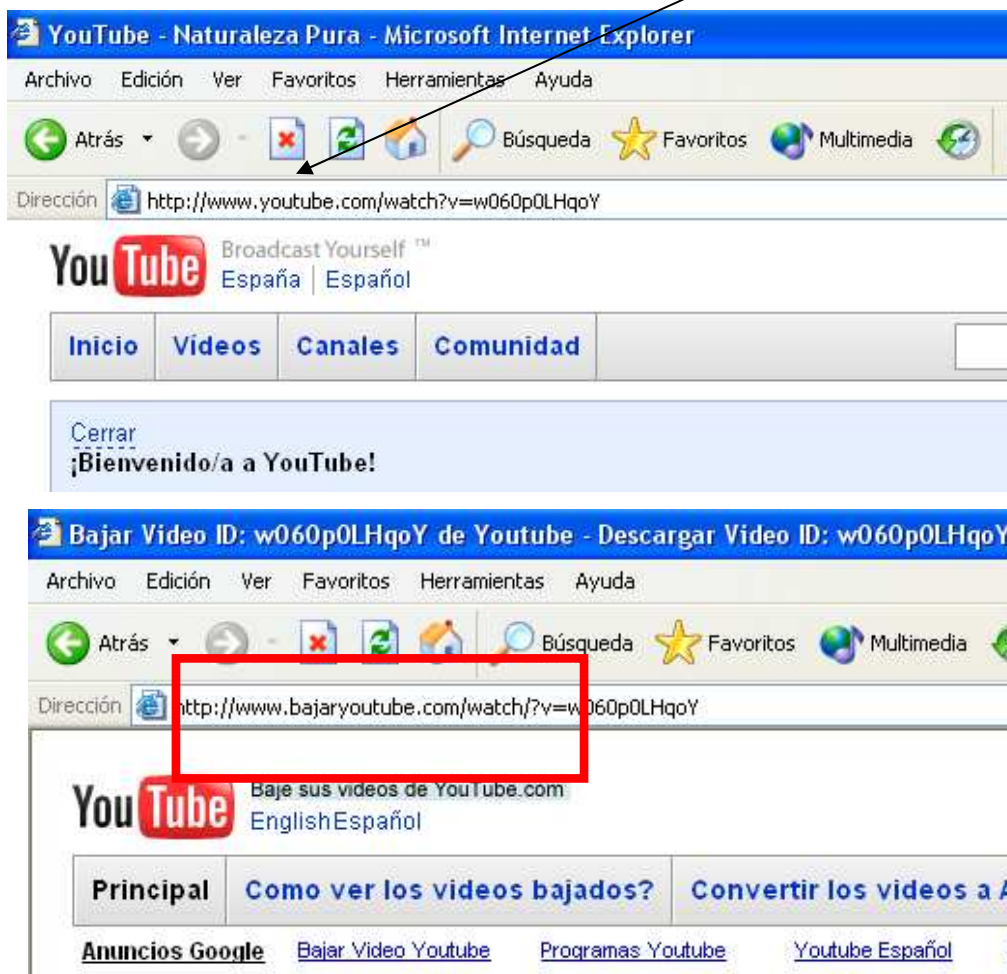 YouTube - Naturaleza Pura - Microsoft Internet Explorer
Archivo Edición Ver Favoritos Herramientas Ayuda
Atrás Búsqueda Favoritos Multimedia
Dirección http://www.youtube.com/watch?v=w060p0LHqoY
YouTube Broadcast Yourself ™
España | Español
Inicio Vídeos Canales Comunidad
Cerrar
¡Bienvenido/a a YouTube!
Bajar Video ID: w060p0LHqoY de Youtube - Descargar Video ID: w060p0LHqoY
Archivo Edición Ver Favoritos Herramientas Ayuda
Atrás Búsqueda Favoritos Multimedia
Dirección http://www.bajaryoutube.com/watch/?v=w060p0LHqoY
YouTube Baje sus videos de YouTube.com
EnglishEspañol
Principal Como ver los videos bajados? Convertir los videos a A
Anuncios Google Bajar Video Youtube Programas Youtube Youtube Español